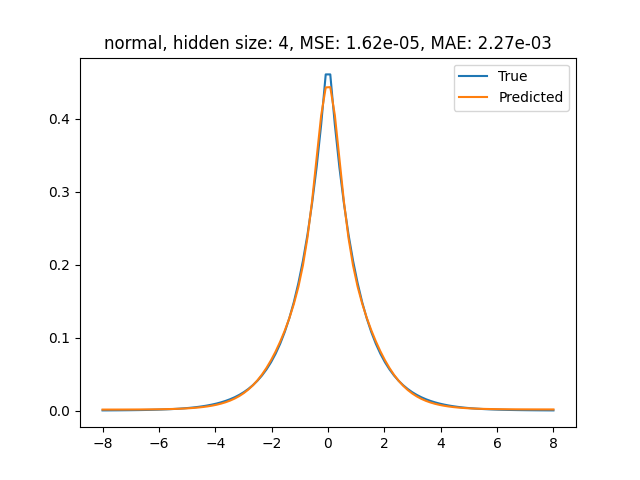 normal, hidden size: 4, MSE: 1.62e-05, MAE: 2.27e-03
True
Predicted
0.4
0.3
0.2
0.1
0.0
−8 −6 −4 −2 0 2 4 6 8